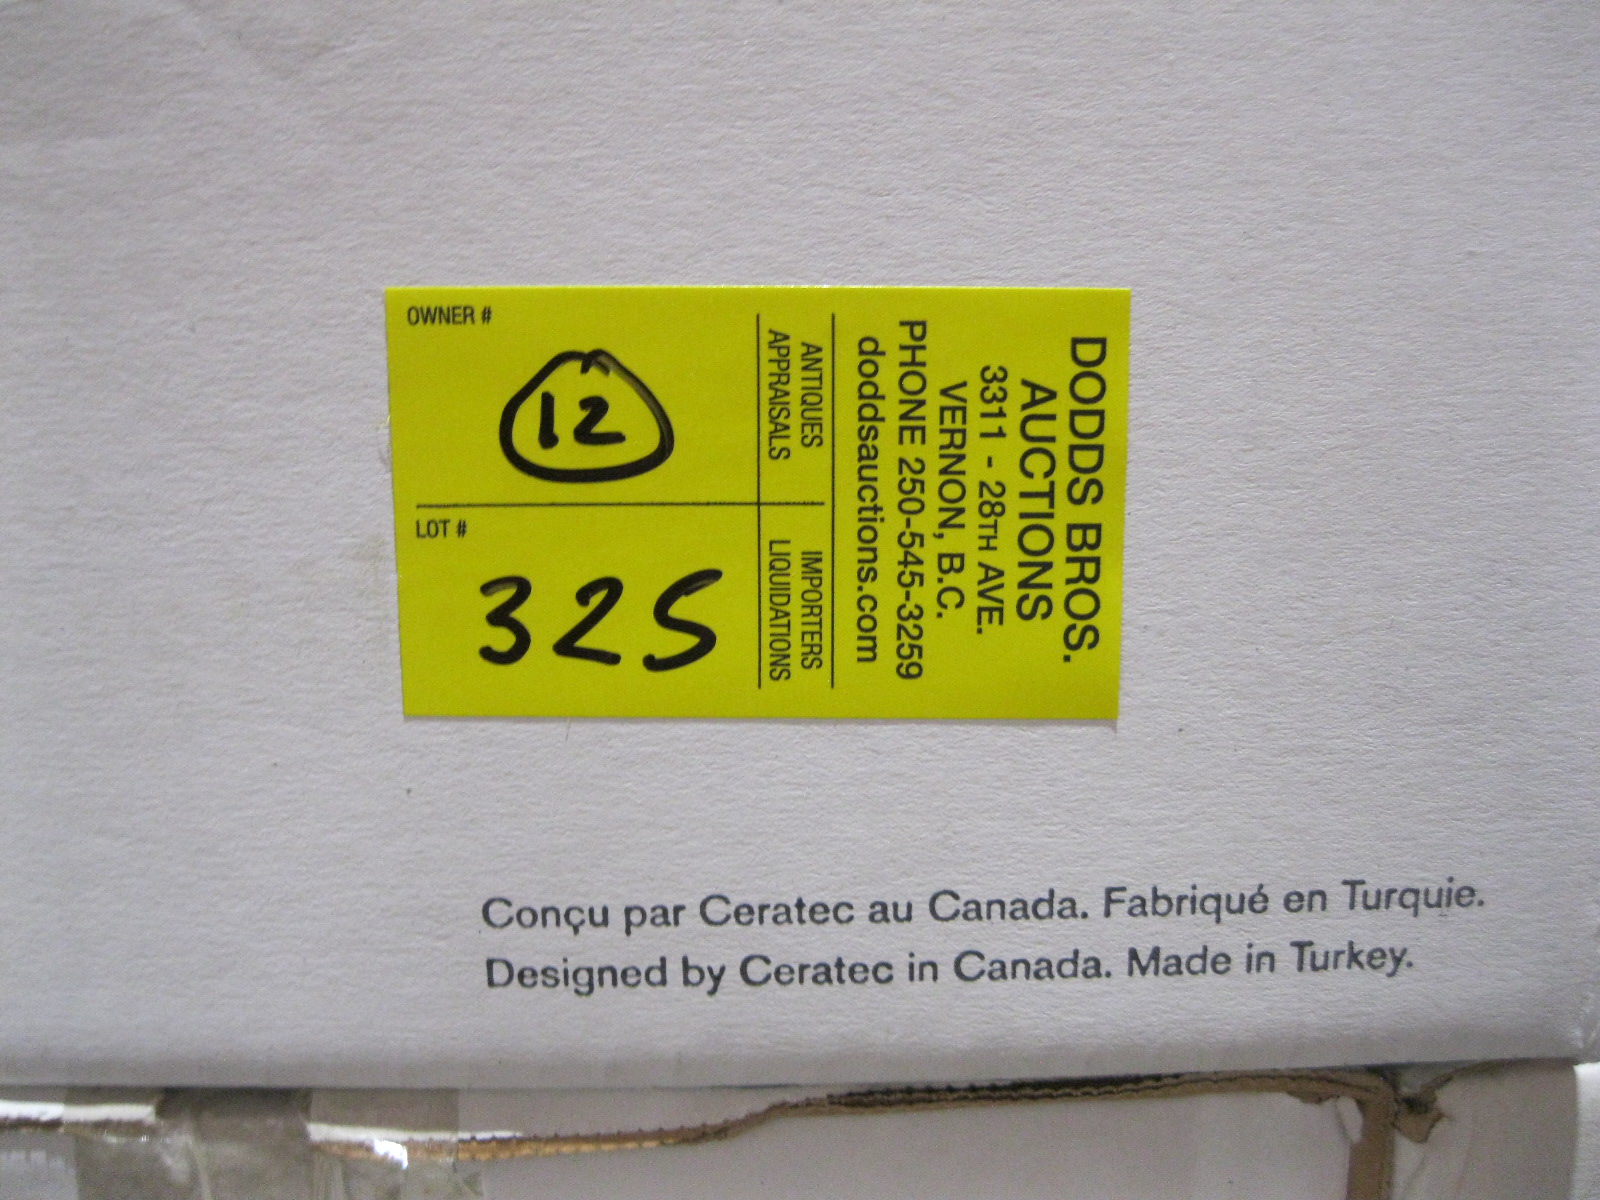 DODDS BROS.
AUCTIONS
3311 - 28TH AVE.
VERNON, B.C.
PHONE 250-545-3259
doddsauctions.com
ANTIQUES
APPRAISALS
IMPORTERS
LIQUIDATIONS
OWNER #
12
LOT #
325
Conçu par Ceratec au Canada. Fabriqué en Turquie.
Designed by Ceratec in Canada. Made in Turkey.